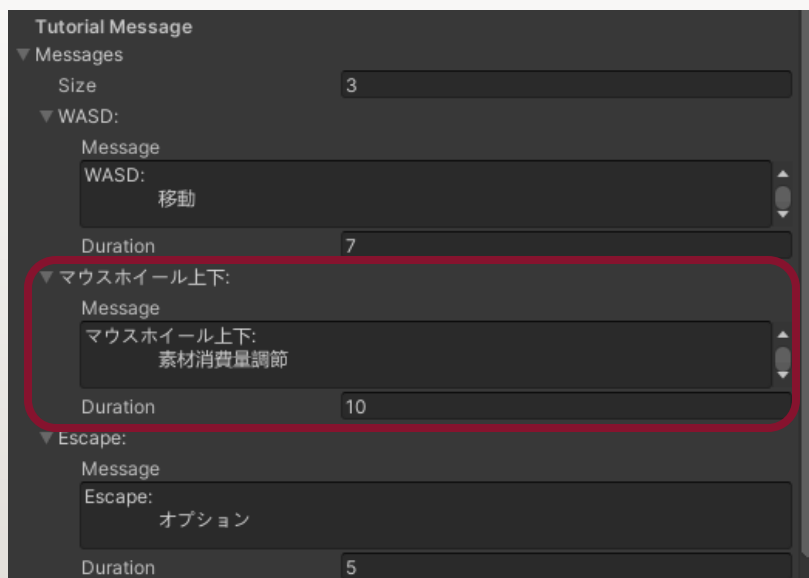 Tutorial Message
Messages
Size 3
WASD:
Message
WASD:
移動
Duration 7
マウスホイール上下:
Message
マウスホイール上下:
素材消費量調節
Duration 10
Escape:
Message
Escape:
オプション
Duration 5